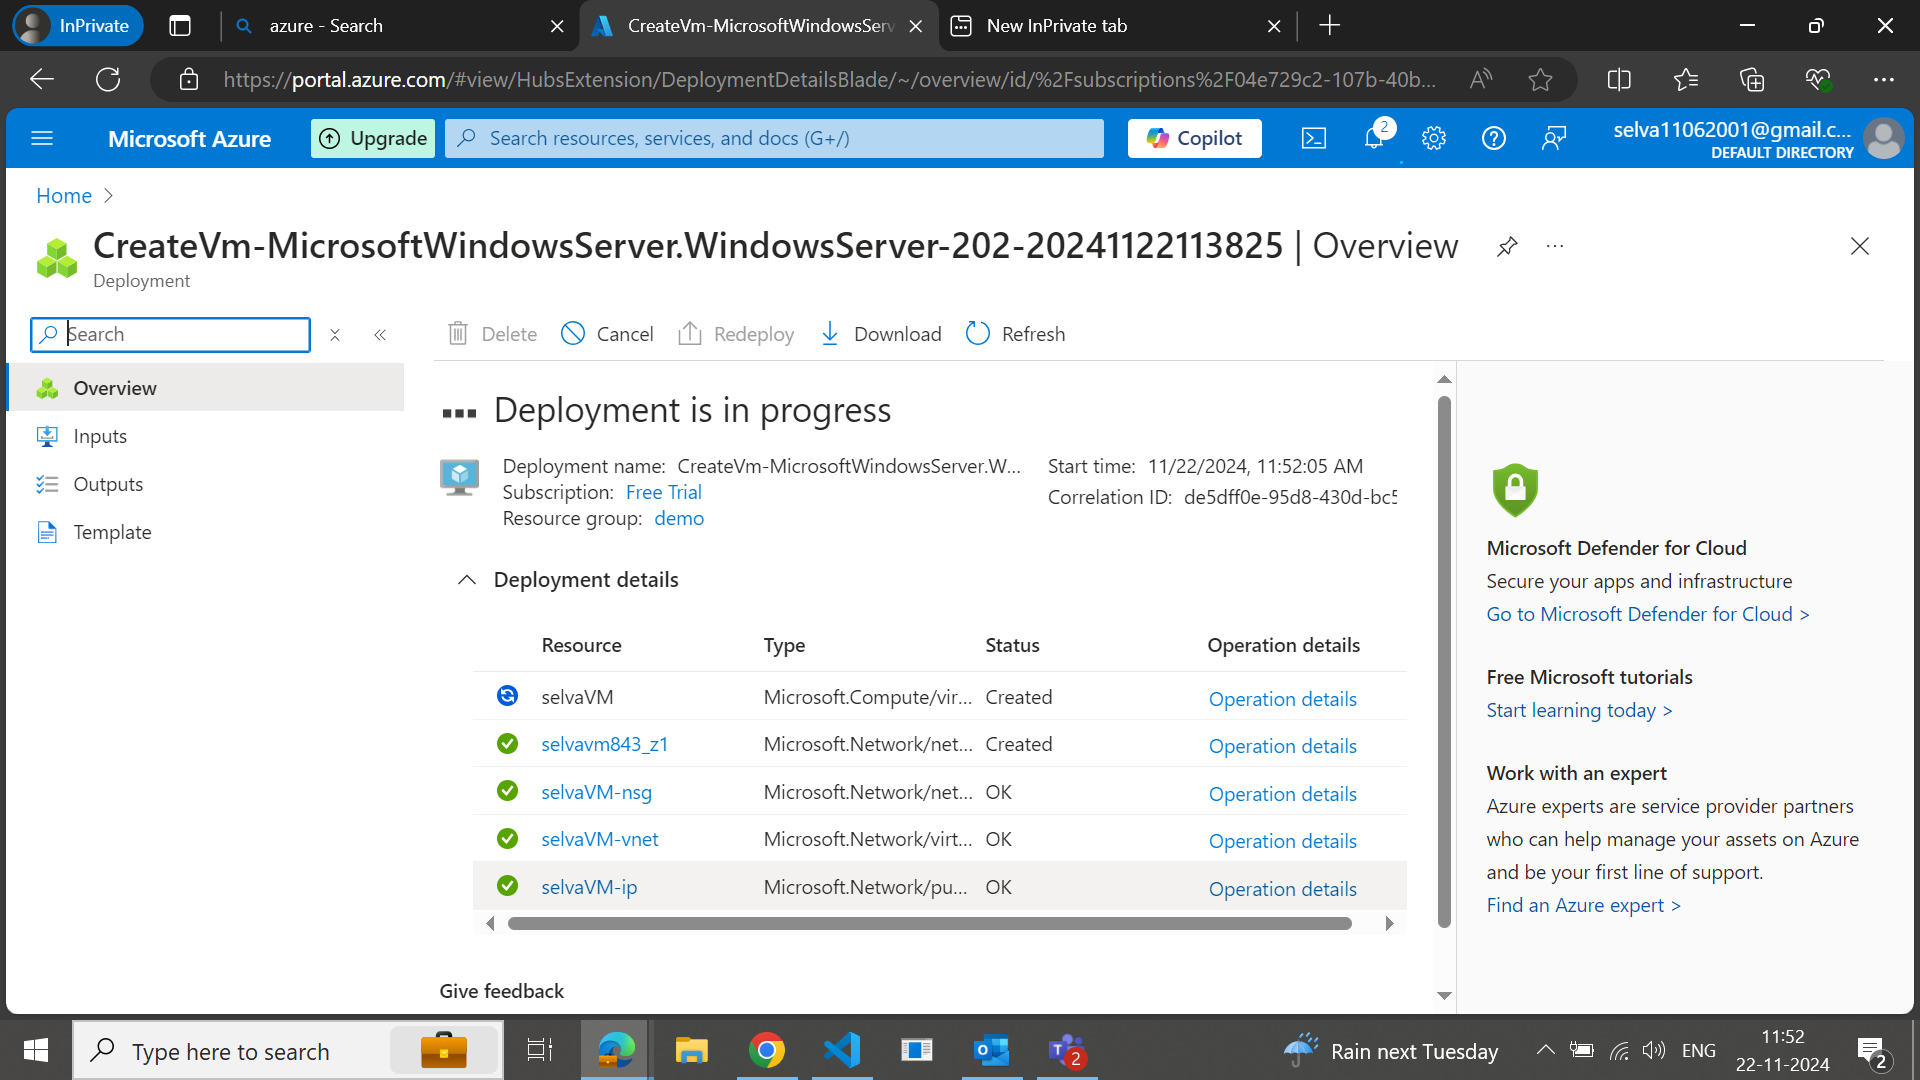 InPrivate
azure - Search
CreateVm-MicrosoftWindowsServ
New InPrivate tab
https://portal.azure.com/#view/HubsExtension/DeploymentDetailsBlade/~/overview/id/%2Fsubscriptions%2F04e729c2-107b-40b...
Microsoft Azure
Upgrade
Search resources, services, and docs (G+/)
Copilot
2
selva11062001@gmail.c...
DEFAULT DIRECTORY
Home
CreateVm-MicrosoftWindowsServer.WindowsServer-202-20241122113825 | Overview
Deployment
Search
Delete
Cancel
Redeploy
Download
Refresh
Overview
Inputs
Outputs
Template
Deployment is in progress
Deployment name: CreateVm-MicrosoftWindowsServer.W...
Subscription: Free Trial
Resource group: demo
Start time: 11/22/2024, 11:52:05 AM
Correlation ID: de5dff0e-95d8-430d-bc5
Deployment details
Resource Type Status Operation details
selvaVM Microsoft.Compute/vir... Created Operation details
selvavm843_z1 Microsoft.Network/net... Created Operation details
selvaVM-nsg Microsoft.Network/net... OK Operation details
selvaVM-vnet Microsoft.Network/virt... OK Operation details
selvaVM-ip Microsoft.Network/pu... OK Operation details
Give feedback
Microsoft Defender for Cloud
Secure your apps and infrastructure
Go to Microsoft Defender for Cloud >
Free Microsoft tutorials
Start learning today >
Work with an expert
Azure experts are service provider partners
who can help manage your assets on Azure
and be your first line of support.
Find an Azure expert >
Type here to search
2
Rain next Tuesday
ENG
11:52
22-11-2024
2